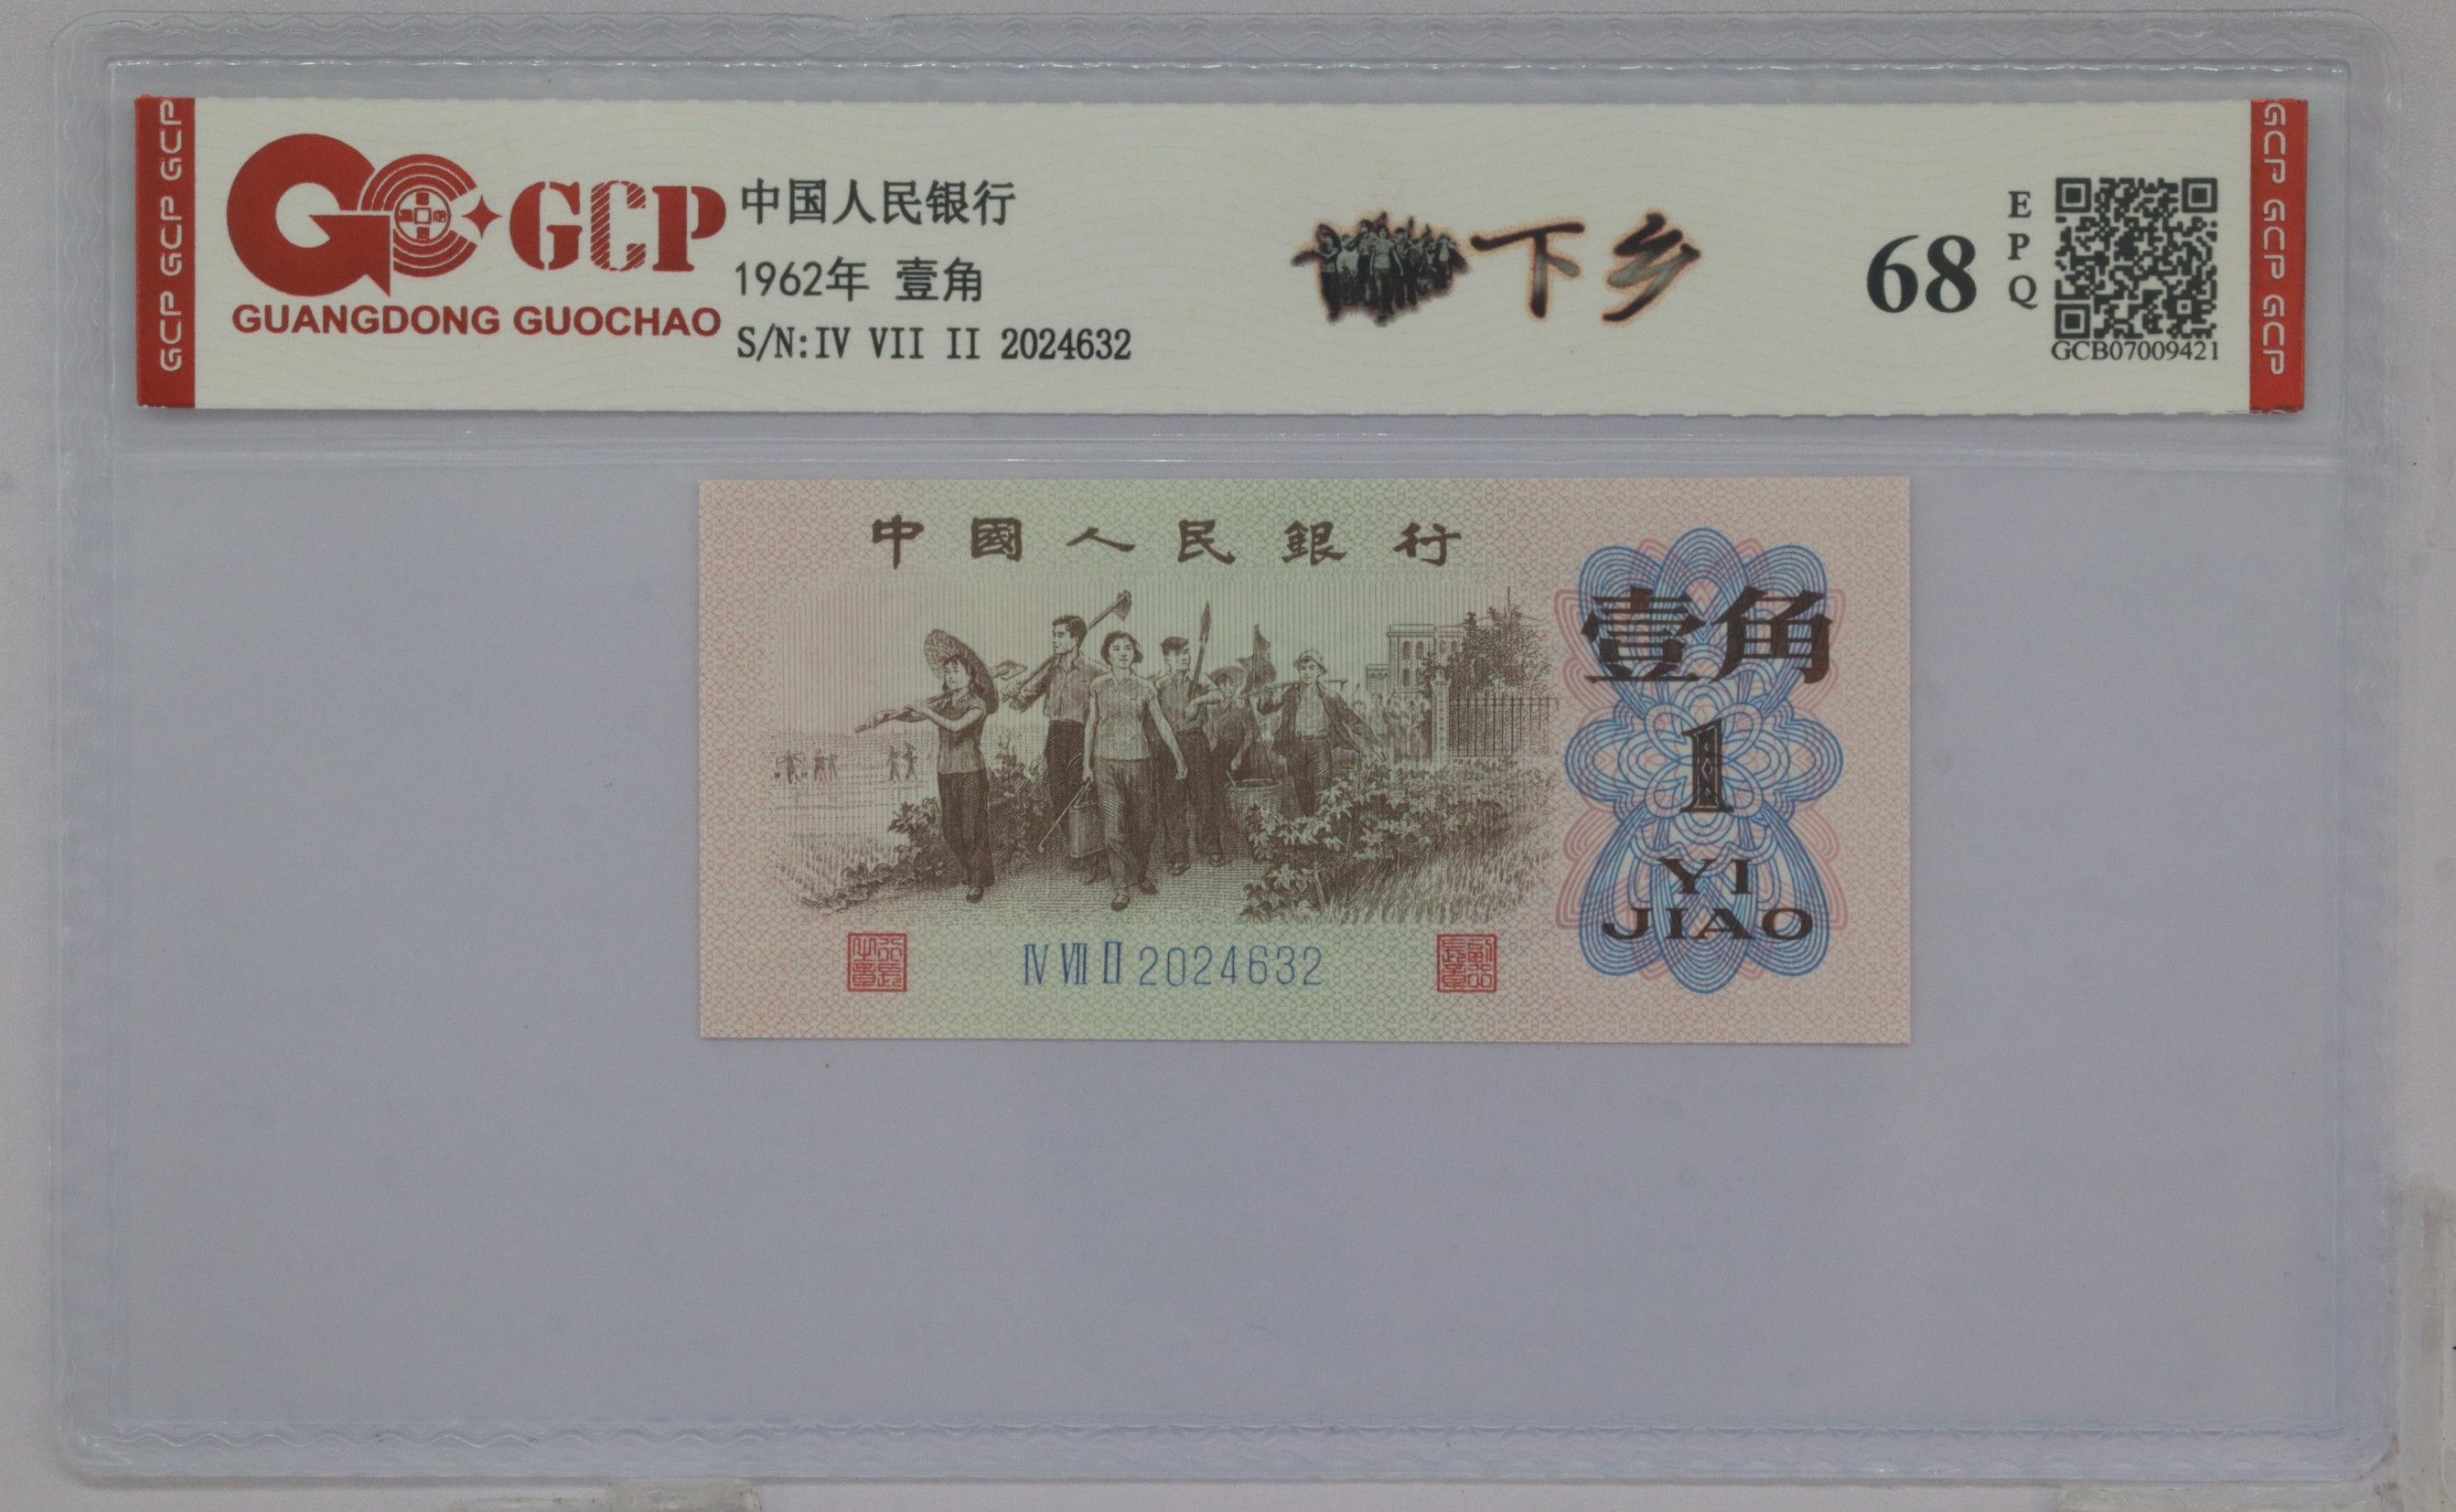 GCP GCP GCP
GCP
GUANGDONG GUOCHAO
中国人民银行
1962年 壹角
S/N:IV VII II 2024632
下乡
68
EPQ
GCB07009421
GCP GCP GCP
中國人民銀行
壹角
1
YI
JIAO
IV VII II 2024632